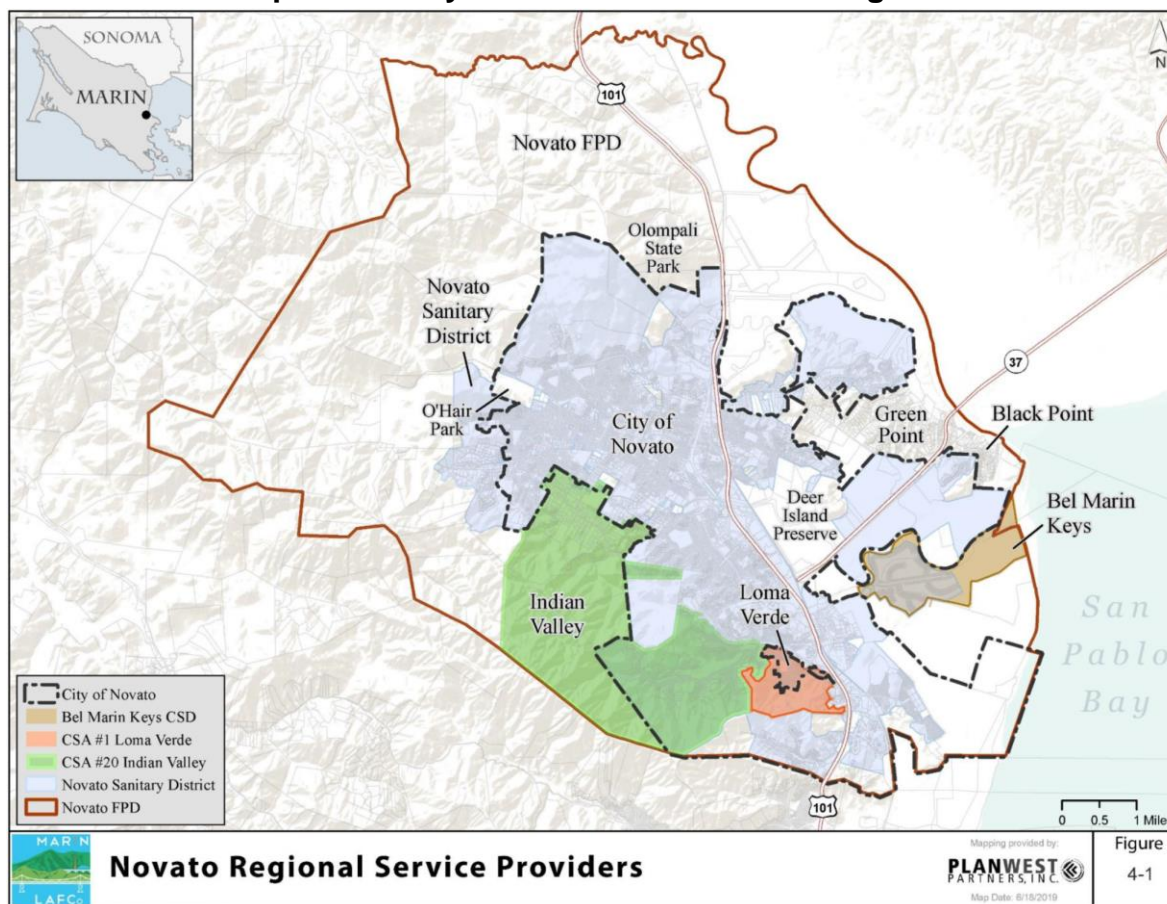 SONOMA
MARIN
N
101
Novato FPD
Olompali
State
Park
Novato
Sanitary
District
37
O'Hair
Park
City of
Novato
Green
Point
Black Point
Deer
Island
Preserve
Bel Marin
Keys
Indian
Valley
Loma
Verde
San
Pablo
Bay
City of Novato
Bel Marin Keys CSD
CSA #1 Loma Verde
CSA #20 Indian Valley
Novato Sanitary District
Novato FPD
101
0 0.5 1 Mile
MARIN
LAFCo
Novato Regional Service Providers
Mapping provided by:
PLANWEST
PARTNERS, INC.
Map Date: 6/18/2019
Figure
4-1